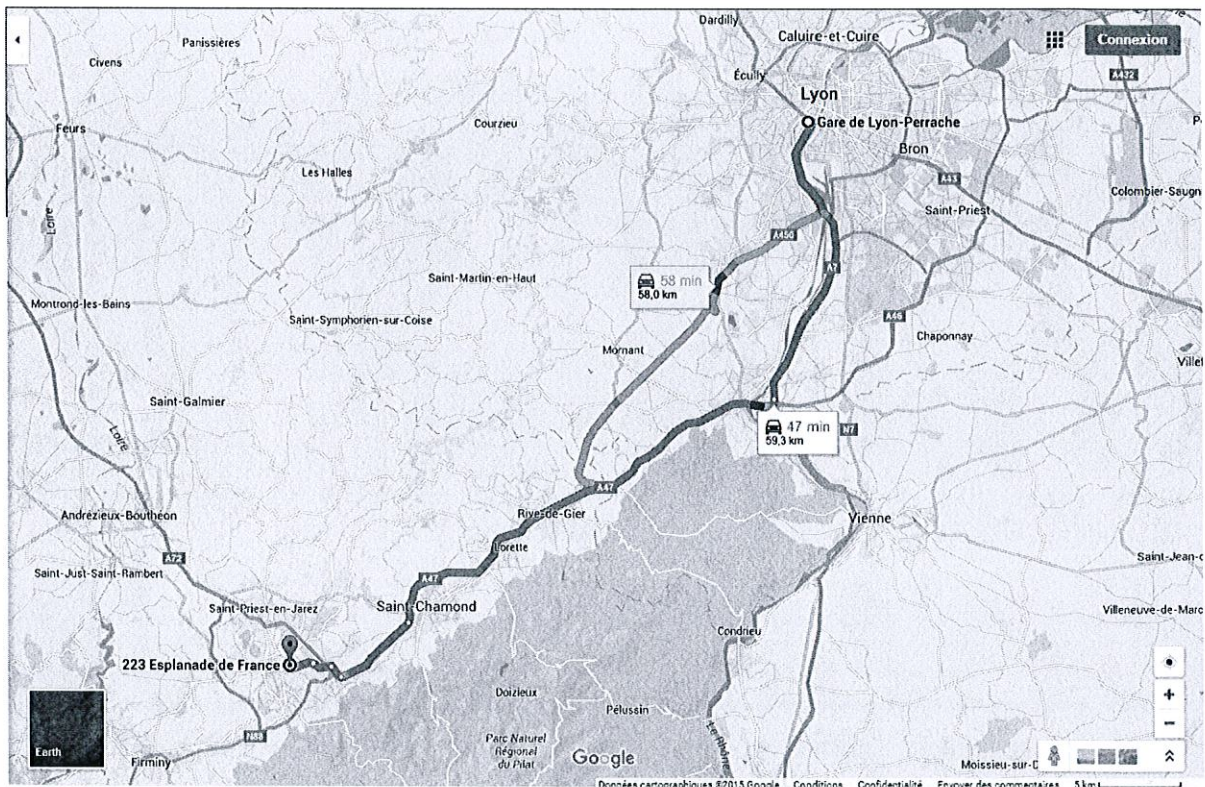 Dardilly
Panissières
Caluire-et-Cuire
Connexion
Civens
Écully
A432
Lyon
Gare de Lyon-Perrache
Courzieu
Feurs
Bron
Les Halles
A43
Colombier-Saugn
Saint-Priest
Loire
A450
A7
Saint-Martin-en-Haut
58 min
58,0 km
Montrond-les-Bains
Saint-Symphorien-sur-Coise
A46
Chaponnay
Mornant
Villef
Saint-Galmier
47 min
59,3 km
N7
Loire
A47
Andrézieux-Bouthéon
Rive-de-Gier
Vienne
Lorette
A72
Saint-Jean-d
Saint-Just-Saint-Rambert
A47
Saint-Priest-en-Jarez
Saint-Chamond
Villeneuve-de-Marc
Condrieu
223 Esplanade de France
Doizieux
Pélussin
Le Rhône
Earth
N88
Parc Naturel
Régional
du Pilat
Google
Firminy
Moissieu-sur-D
Données cartographiques ©2015 Google Conditions Confidentialité Envoyer des commentaires 5 km